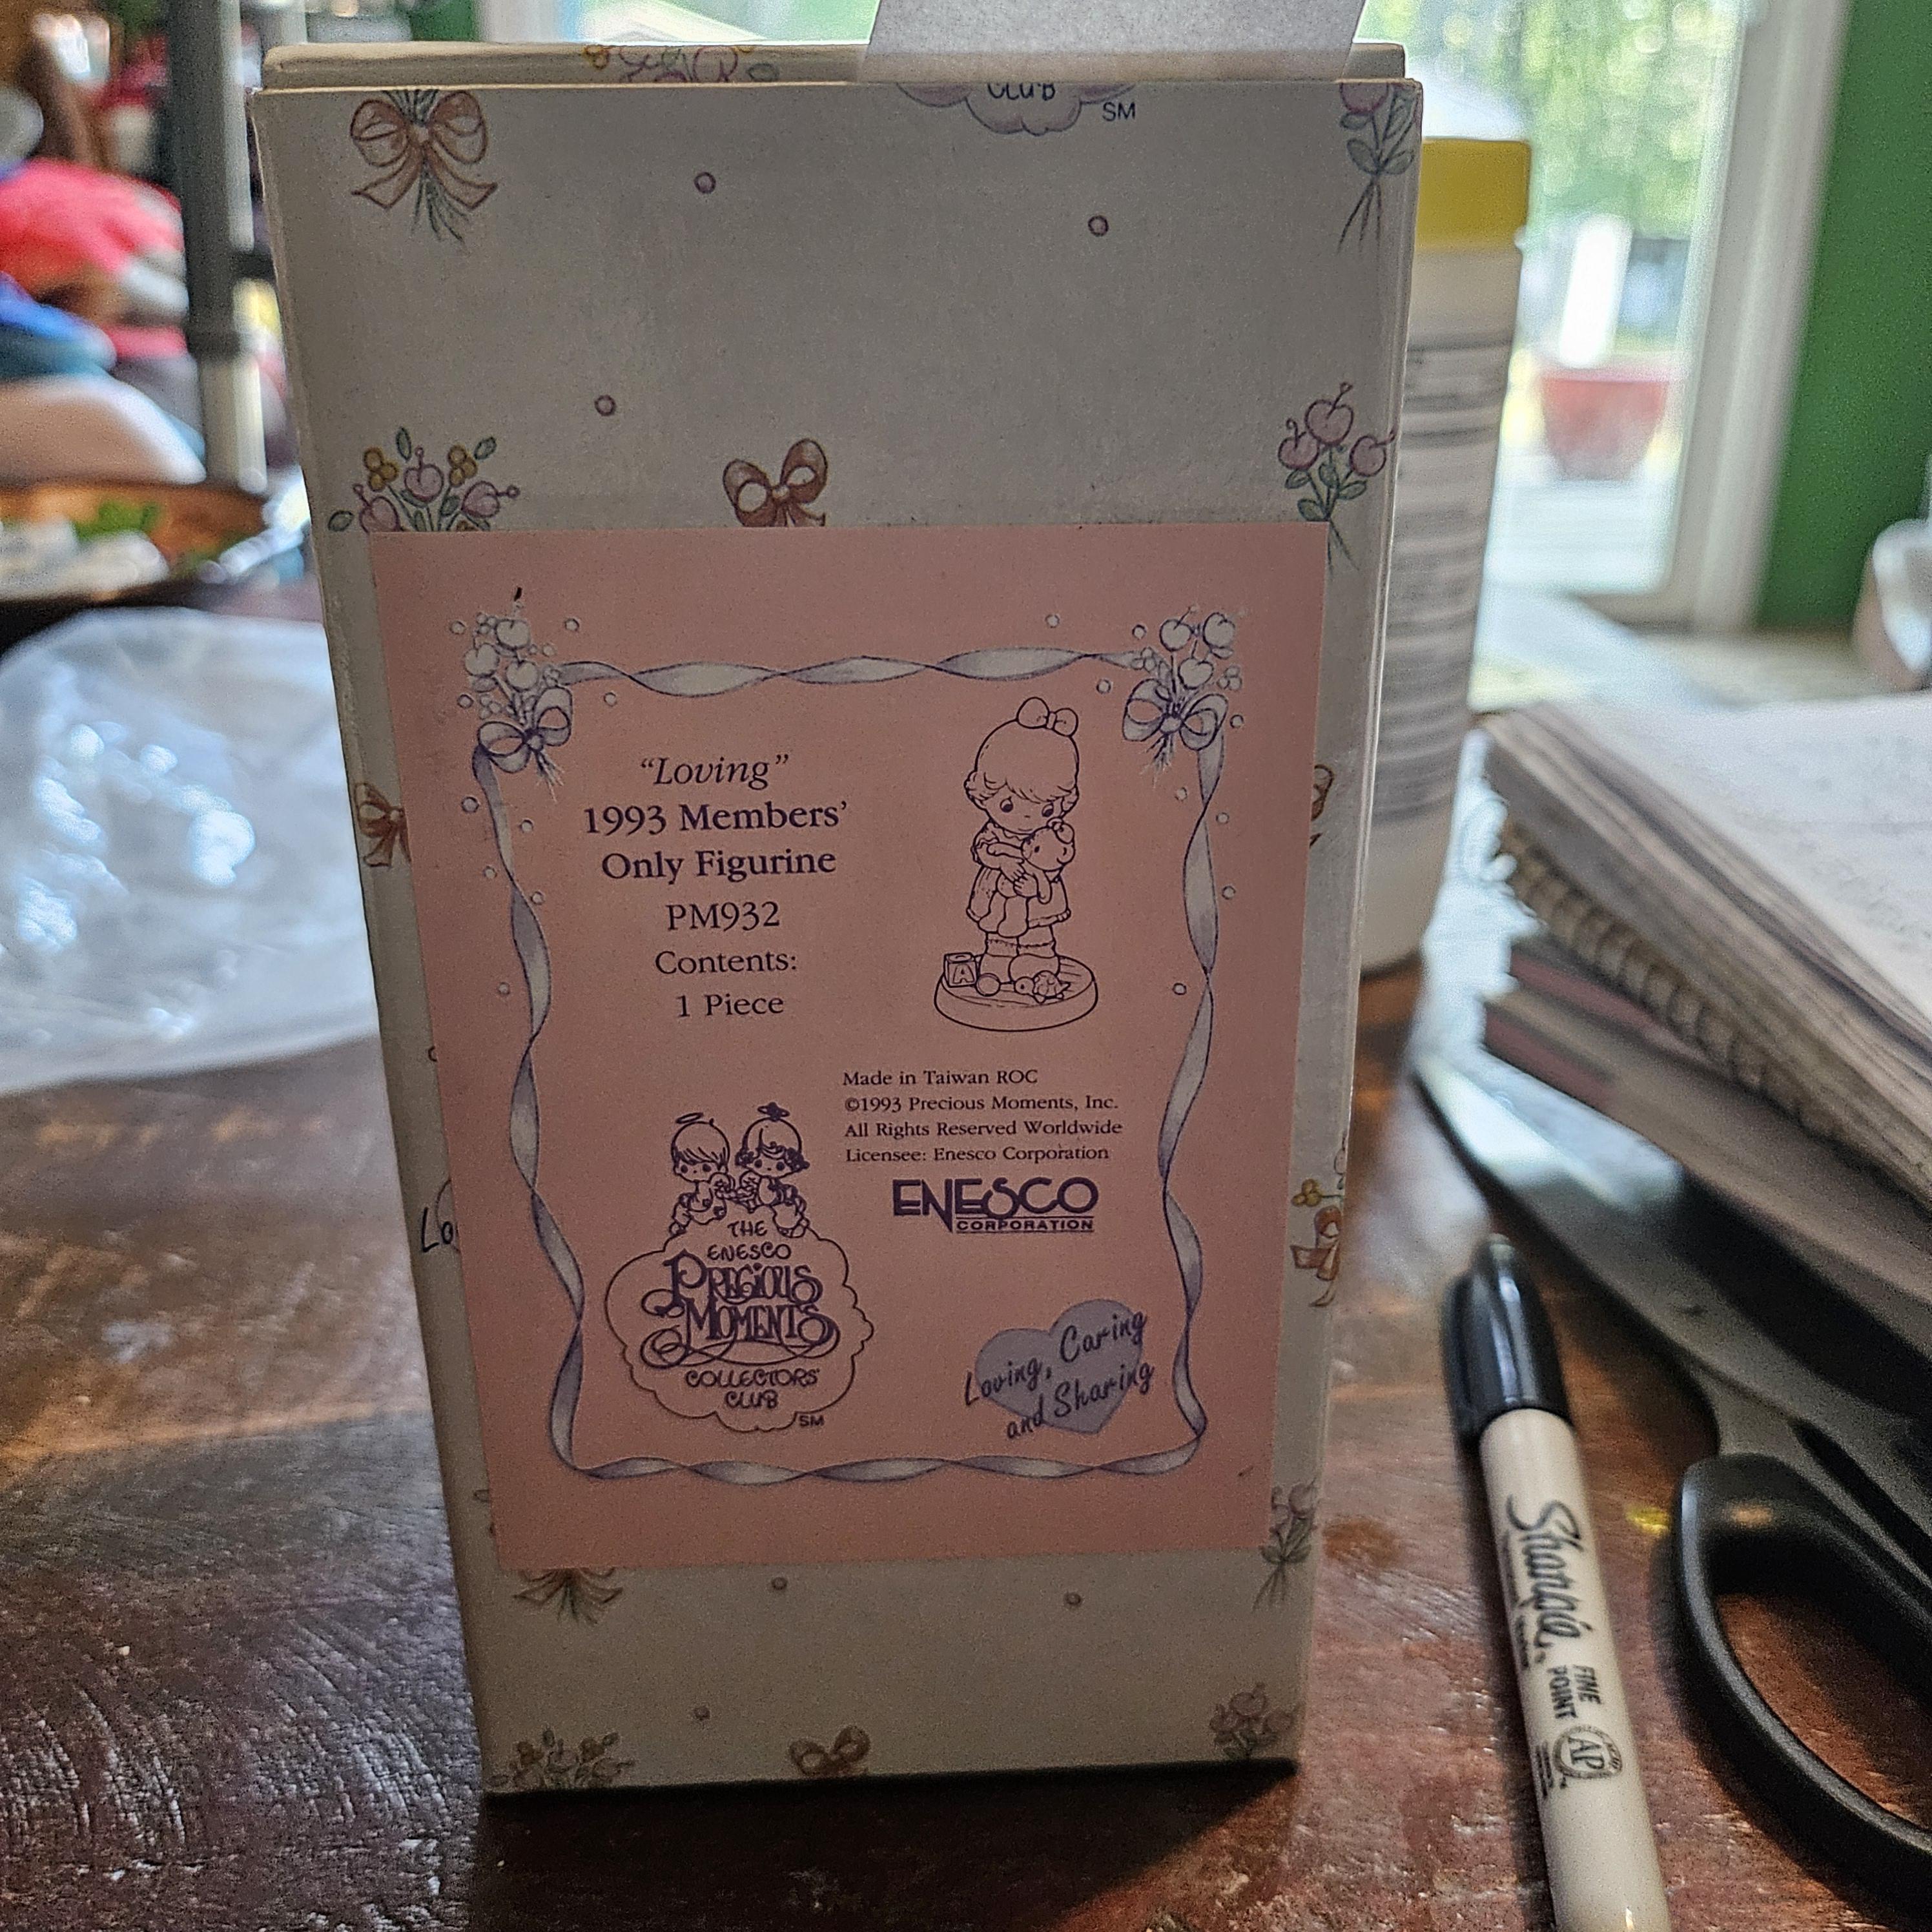 CLUB
SM
"Loving"
1993 Members'
Only Figurine
PM932
Contents:
1 Piece
A
Made in Taiwan ROC
©1993 Precious Moments, Inc.
All Rights Reserved Worldwide
Licensee: Enesco Corporation
ENESCO
CORPORATION
THE
ENESCO
PRECIOUS
MOMENTS
COLLECTORS'
CLUB
SM
Loving, Caring
and Sharing
Lo
Sharpie
FINE
POINT
AP